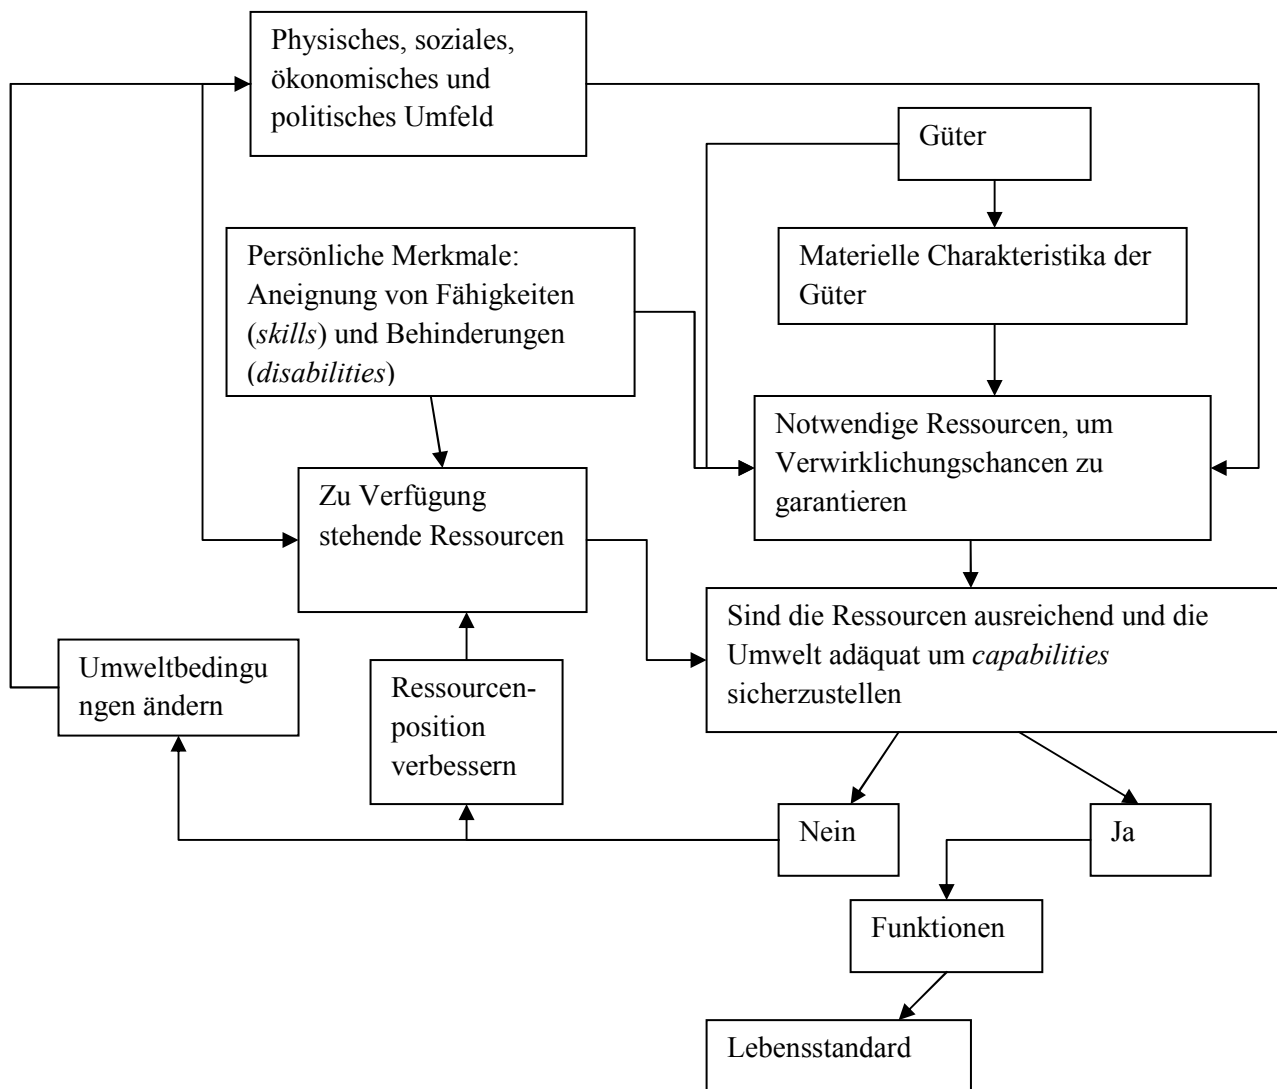 Physisches, soziales,
ökonomisches und
politisches Umfeld
Güter
Persönliche Merkmale:
Aneignung von Fähigkeiten
(skills) und Behinderungen
(disabilities)
Materielle Charakteristika der
Güter
Notwendige Ressourcen, um
Verwirklichungschancen zu
garantieren
Zu Verfügung
stehende Ressourcen
Sind die Ressourcen ausreichend und die
Umwelt adäquat um capabilities
sicherzustellen
Umweltbedingu
ngen ändern
Ressourcen-
position
verbessern
Nein
Ja
Funktionen
Lebensstandard